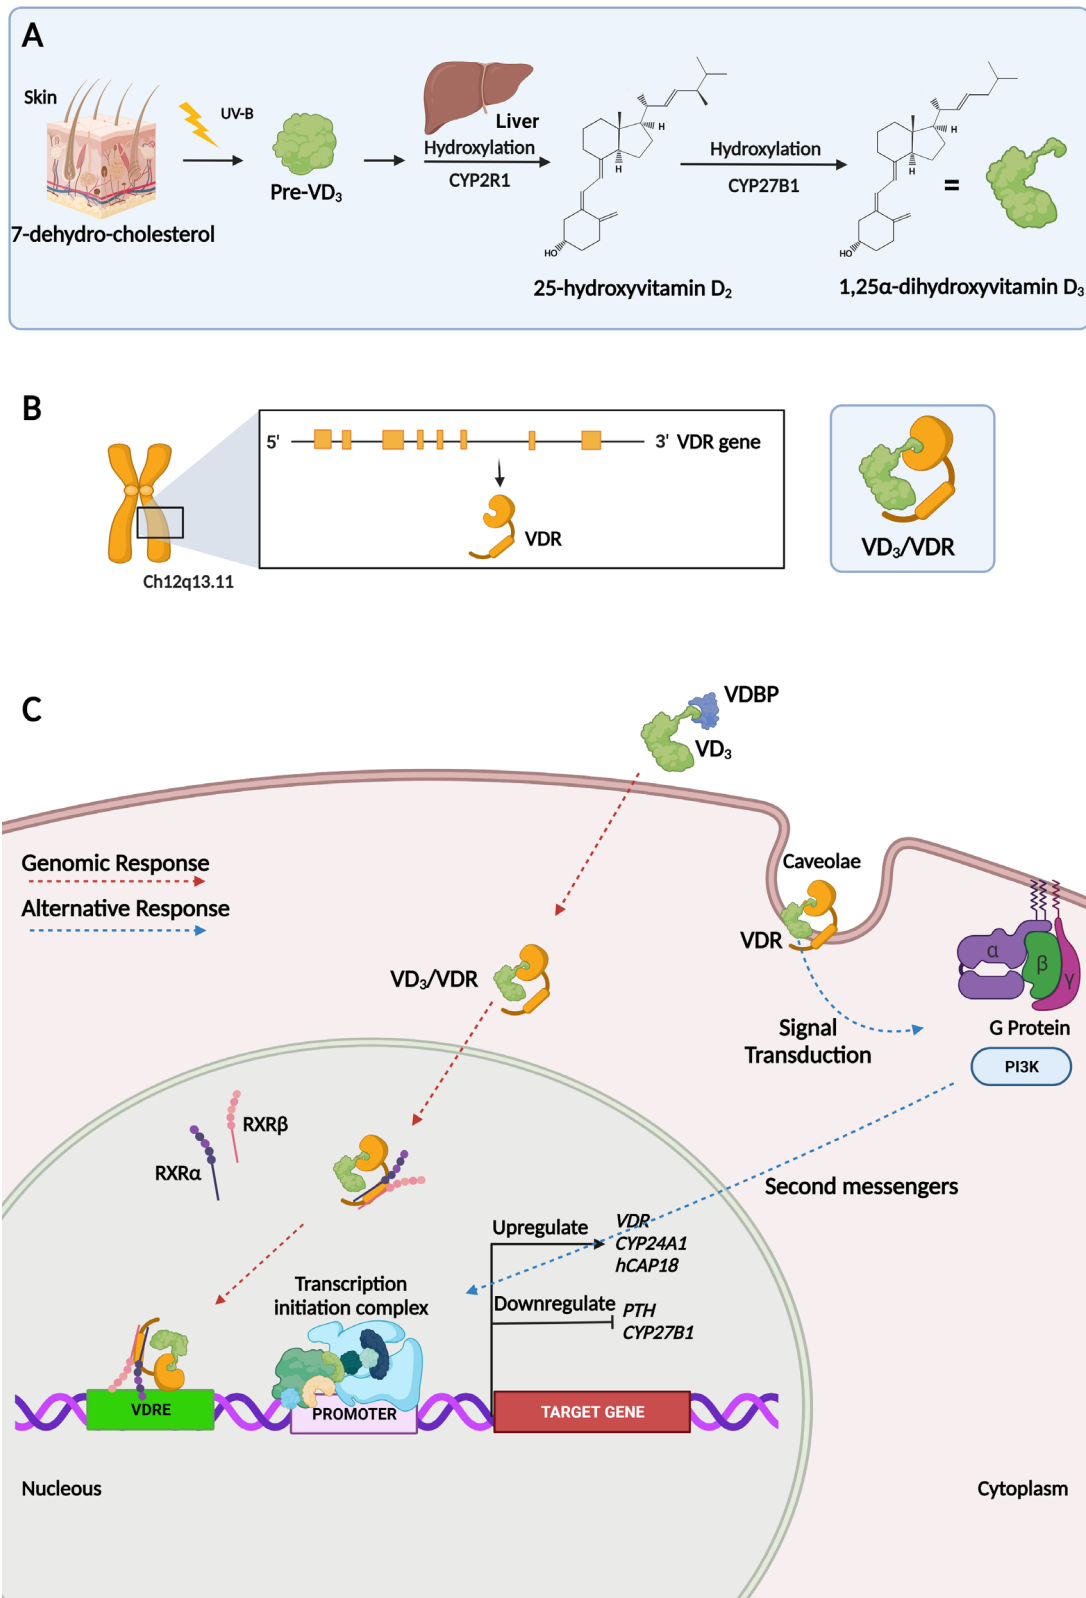 A
Skin
UV-B
7-dehydro-cholesterol
Pre-VD₃
Liver
Hydroxylation
CYP2R1
H
H
HO
25-hydroxyvitamin D₂
Hydroxylation
CYP27B1
H
H
HO
=
1,25α-dihydroxyvitamin D₃
B
Ch12q13.11
5'
3' VDR gene
VDR
VD₃/VDR
C
VDBP
VD₃
Genomic Response
Alternative Response
Caveolae
VDR
VD₃/VDR
α
β
γ
G Protein
PI3K
Signal
Transduction
Second messengers
RXRβ
RXRα
Upregulate
VDR
CYP24A1
hCAP18
Downregulate
PTH
CYP27B1
Transcription
initiation complex
VDRE
PROMOTER
TARGET GENE
Nucleous
Cytoplasm